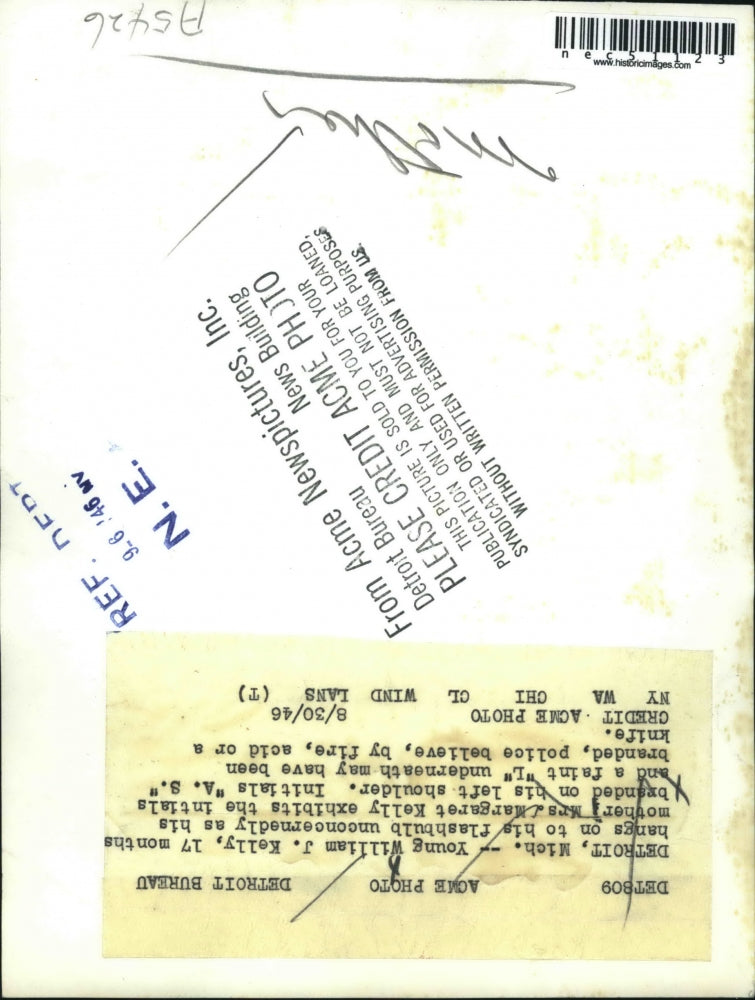 A5426
nec51123
www.historicimages.com
Mother
From Acme Newspictures, Inc.
Detroit Bureau News Building
PLEASE CREDIT ACME PHOTO
THIS PICTURE IS SOLD TO YOU FOR YOUR
PUBLICATION ONLY AND MUST NOT BE LOANED,
SYNDICATED OR USED FOR ADVERTISING PURPOSES
WITHOUT WRITTEN PERMISSION FROM US.
REF. DEPT
9-6 '46 NV
N.E.A
DET809 ACME PHOTO DETROIT BUREAU
DETROIT, Mich. -- Young William J. Kelly, 17 months
hangs on to his flashbulb unconcernedly as his
mother, Mrs. Margaret Kelly exhibits the intials
branded on his left shoulder. Initials "A. S."
and a faint "L" underneath may have been
branded, police believe, by fire, acid or a
knife.
CREDIT ACME PHOTO 8/30/46
NY WA CHI CL WIND LANS (T)